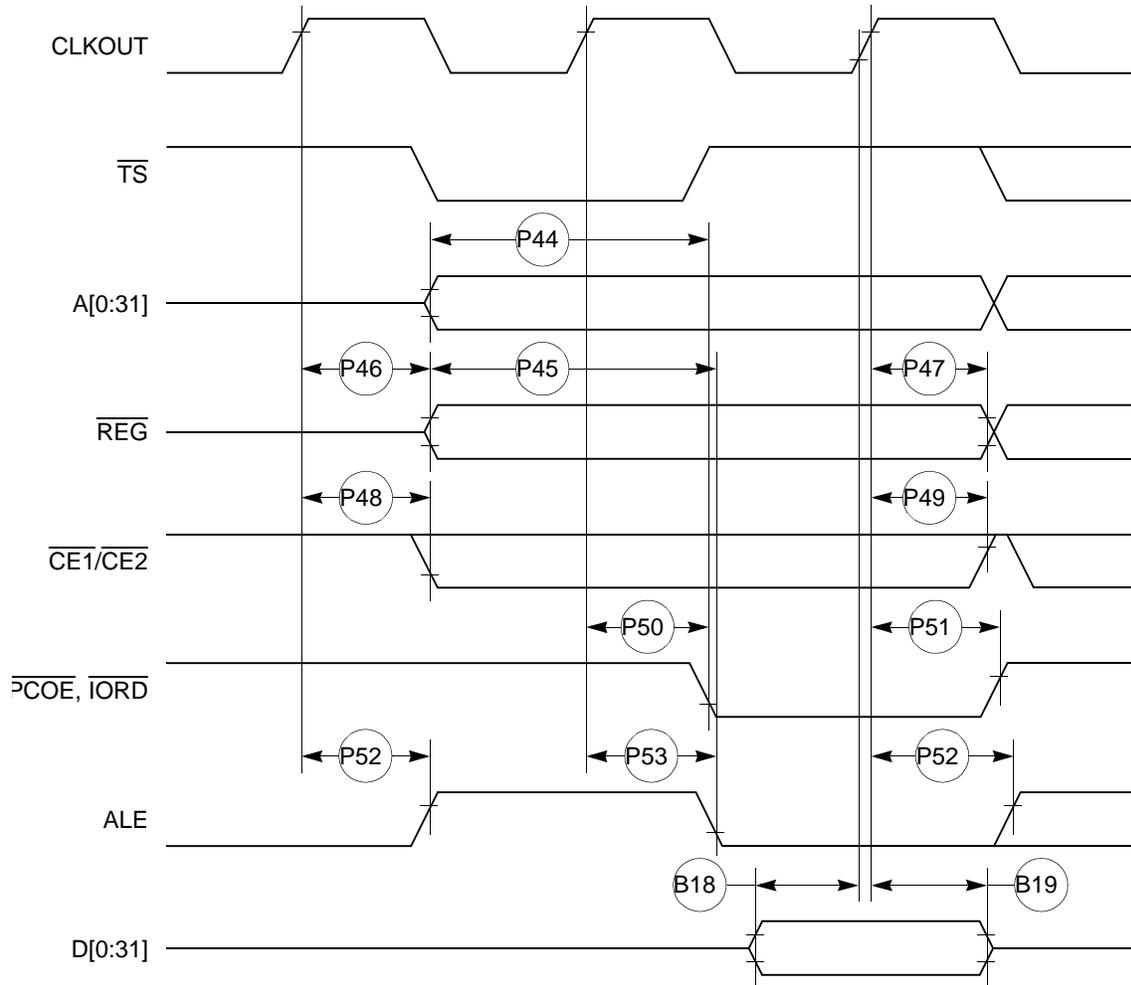 CLKOUT
TS
P44
A[0:31]
P46
P45
P47
REG
P48
P49
CE1/CE2
P50
P51
PCOE, IORD
P52
P53
P52
ALE
B18
B19
D[0:31]